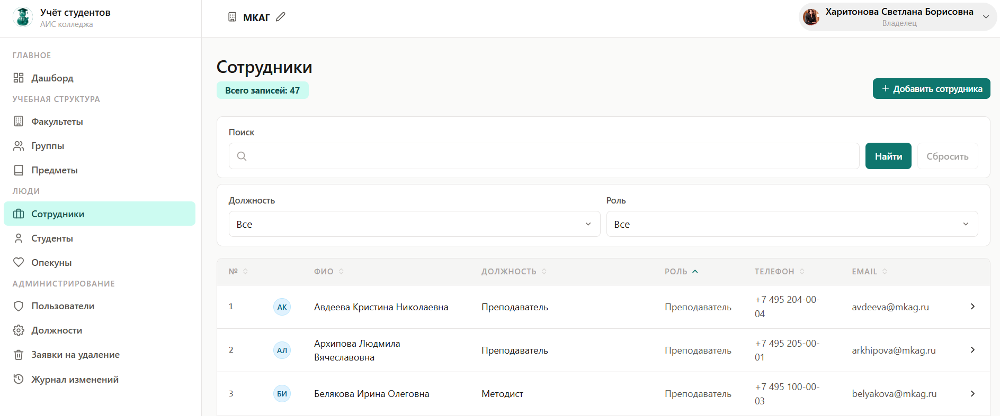 Учёт студентов
АИС колледжа
МКАГ
Харитонова Светлана Борисовна
Владелец
ГЛАВНОЕ
Дашборд
УЧЕБНАЯ СТРУКТУРА
Факультеты
Группы
Предметы
ЛЮДИ
Сотрудники
Студенты
Опекуны
АДМИНИСТРИРОВАНИЕ
Пользователи
Должности
Заявки на удаление
Журнал изменений
Сотрудники
Всего записей: 47
+ Добавить сотрудника
Поиск
Найти
Сбросить
Должность
Роль
Все
Все
№ ФИО ДОЛЖНОСТЬ РОЛЬ ТЕЛЕФОН EMAIL
1 АК Авдеева Кристина Николаевна Преподаватель Преподаватель +7 495 204-00-
04 avdeeva@mkag.ru
2 АЛ Архипова Людмила
Вячеславовна Преподаватель Преподаватель +7 495 205-00-
01 arkhipova@mkag.ru
3 БИ Белякова Ирина Олеговна Методист Преподаватель +7 495 100-00-
03 belyakova@mkag.ru